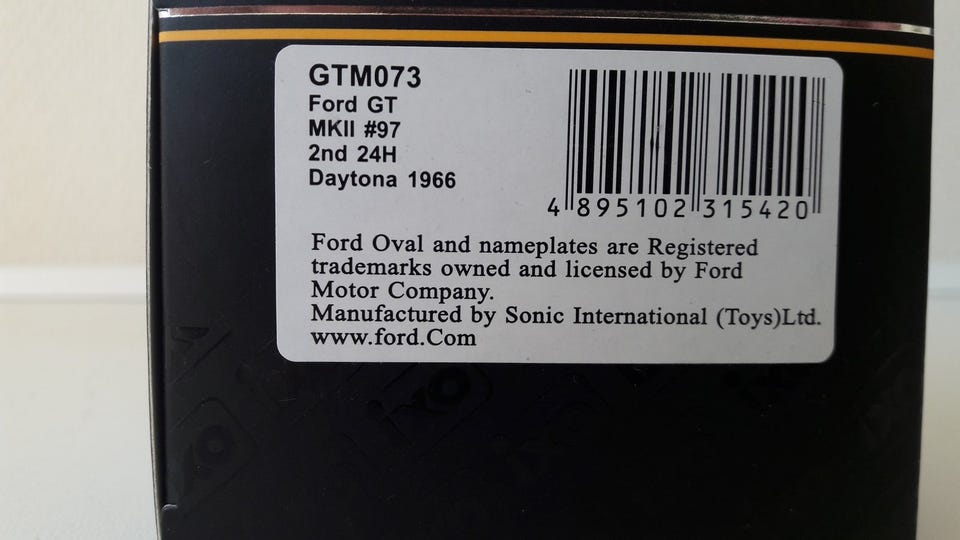 GTM073
Ford GT
MKII #97
2nd 24H
Daytona 1966
4 895102 315420
Ford Oval and nameplates are Registered
trademarks owned and licensed by Ford
Motor Company.
Manufactured by Sonic International (Toys)Ltd.
www.ford.Com
ixo